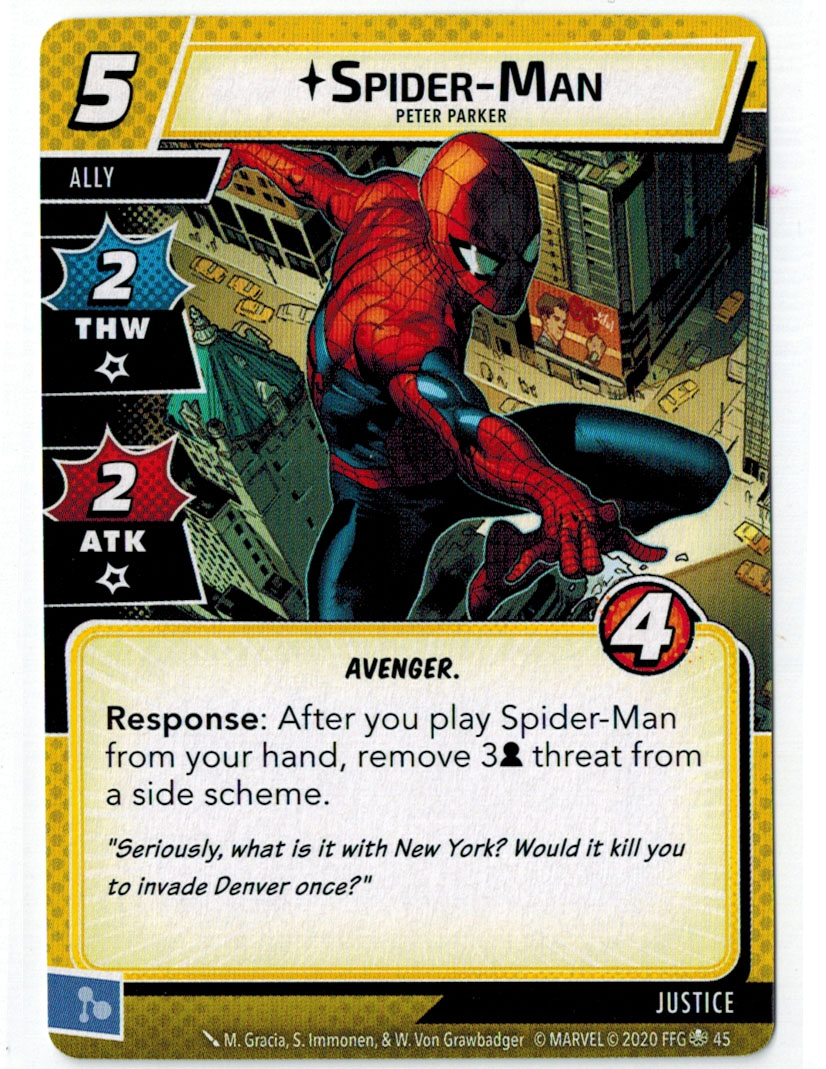 5
SPIDER-MAN
PETER PARKER
ALLY
2
THW
2
ATK
4
AVENGER.
Response: After you play Spider-Man
from your hand, remove 3 threat from
a side scheme.
"Seriously, what is it with New York? Would it kill you
to invade Denver once?"
JUSTICE
M. Gracia, S. Immonen, & W. Von Grawbadger © MARVEL © 2020 FFG 45